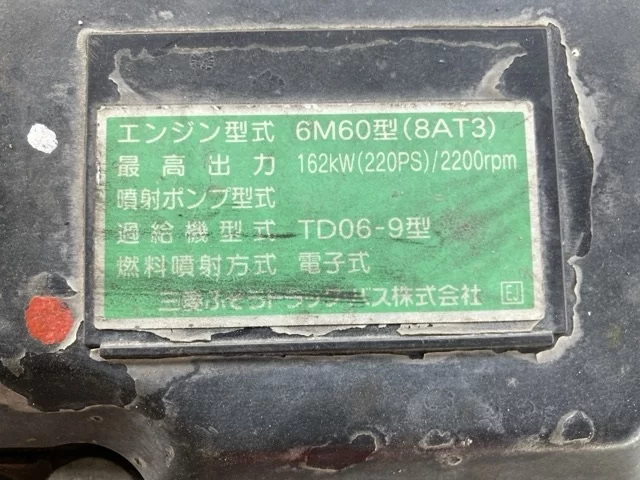 エンジン型式 6M60型(8AT3)
最高出力 162kW(220PS)/2200rpm
噴射ポンプ型式
過給機型式 TD06-9型
燃料噴射方式 電子式
三菱ふそうトラック・バス株式会社 EJ